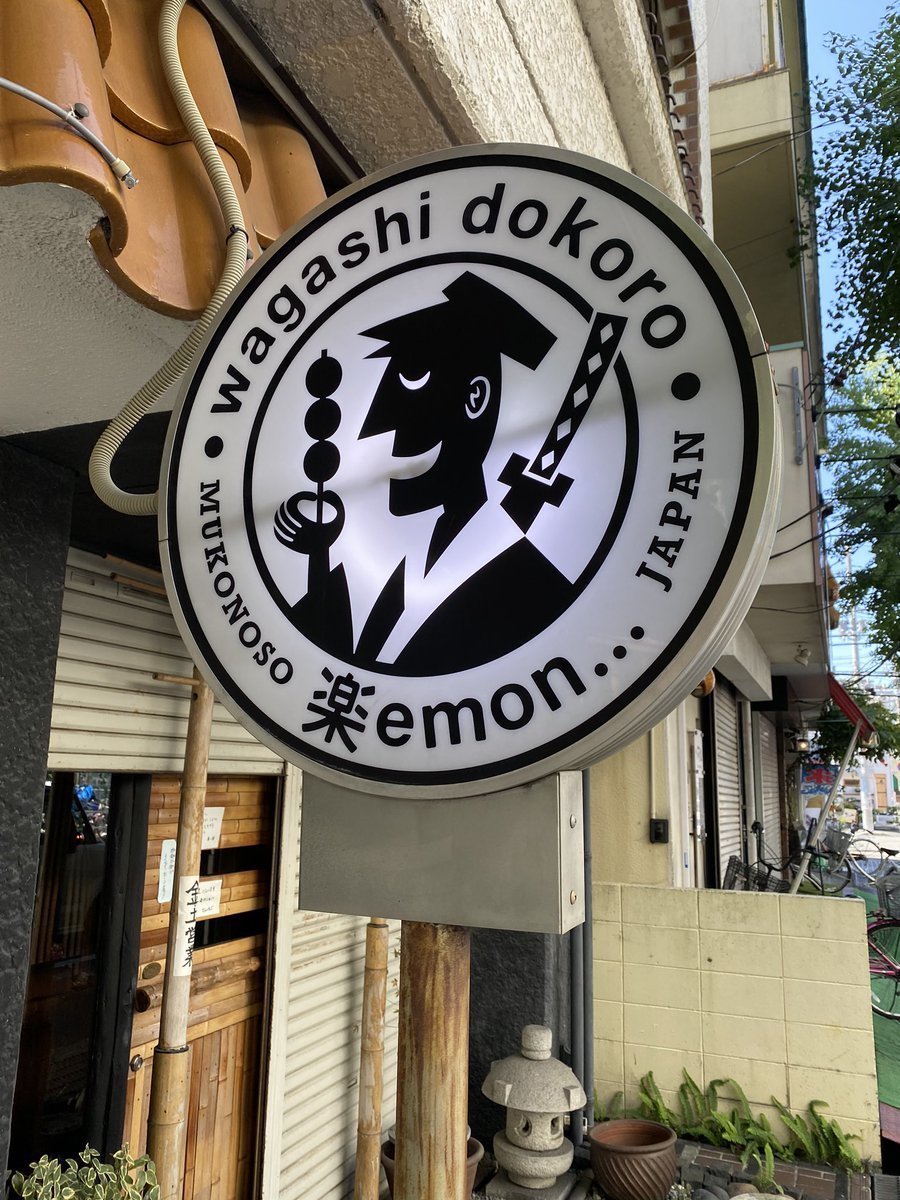 wagashi dokoro
MUKONOSO
JAPAN
楽emon...